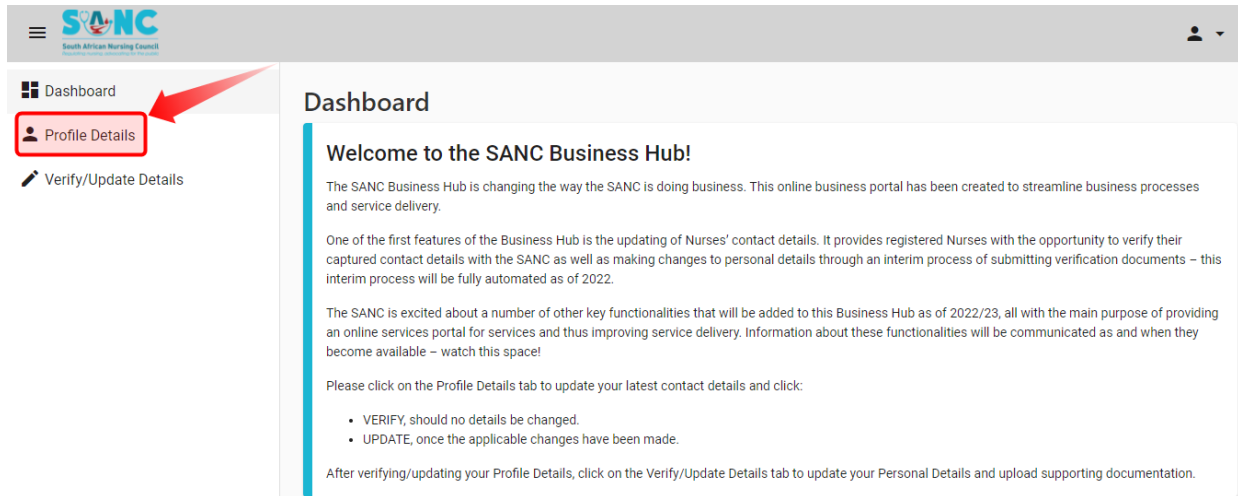 SANC
South African Nursing Council
Dashboard
Profile Details
Verify/Update Details
Dashboard
Welcome to the SANC Business Hub!
The SANC Business Hub is changing the way the SANC is doing business. This online business portal has been created to streamline business processes
and service delivery.
One of the first features of the Business Hub is the updating of Nurses' contact details. It provides registered Nurses with the opportunity to verify their
captured contact details with the SANC as well as making changes to personal details through an interim process of submitting verification documents – this
interim process will be fully automated as of 2022.
The SANC is excited about a number of other key functionalities that will be added to this Business Hub as of 2022/23, all with the main purpose of providing
an online services portal for services and thus improving service delivery. Information about these functionalities will be communicated as and when they
become available – watch this space!
Please click on the Profile Details tab to update your latest contact details and click:
• VERIFY, should no details be changed.
• UPDATE, once the applicable changes have been made.
After verifying/updating your Profile Details, click on the Verify/Update Details tab to update your Personal Details and upload supporting documentation.